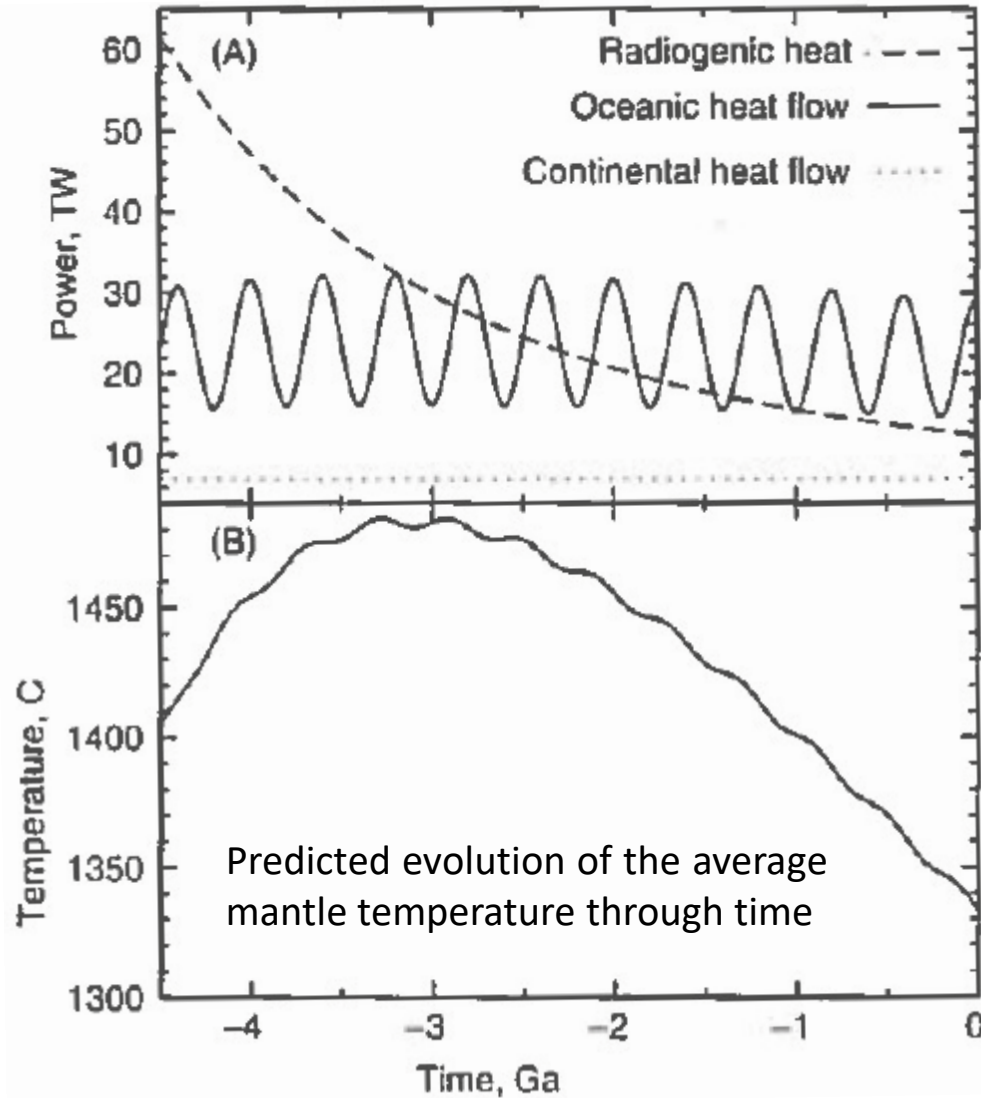 (A)
Radiogenic heat
Oceanic heat flow
Continental heat flow
60
50
40
30
20
10
Power, TW
(B)
1450
1400
1350
1300
Temperature, C
Predicted evolution of the average
mantle temperature through time
−4
−3
−2
−1
0
Time, Ga